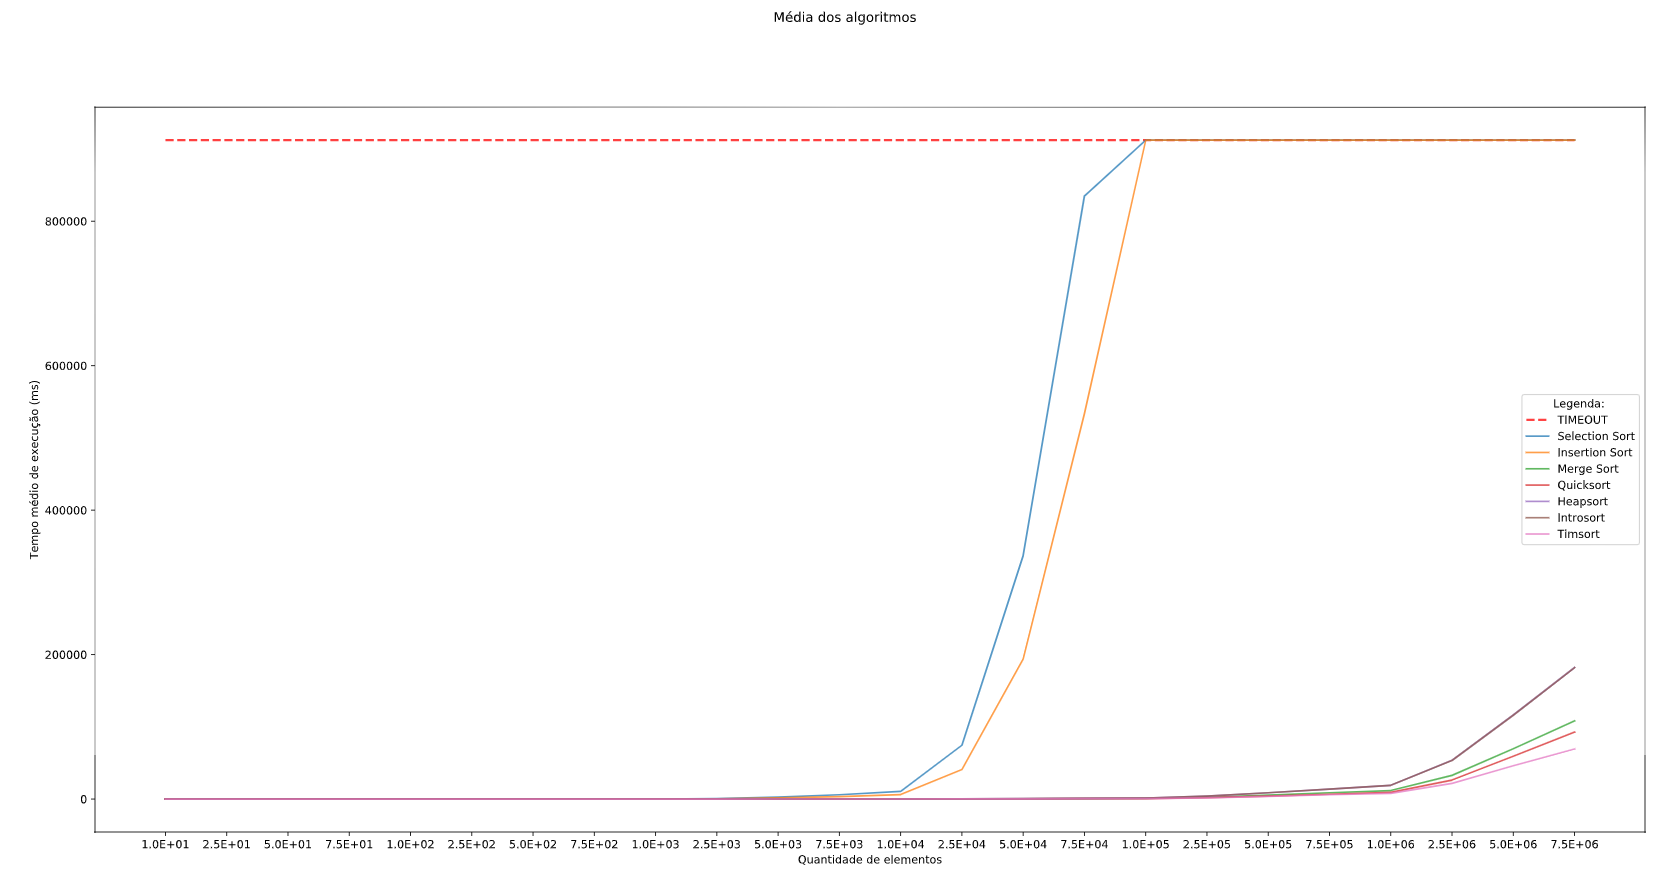 Média dos algoritmos
Tempo médio de execução (ms)
800000
600000
400000
200000
0
Legenda:
TIMEOUT
Selection Sort
Insertion Sort
Merge Sort
Quicksort
Heapsort
Introsort
Timsort
1.0E+01 2.5E+01 5.0E+01 7.5E+01 1.0E+02 2.5E+02 5.0E+02 7.5E+02 1.0E+03 2.5E+03 5.0E+03 7.5E+03 1.0E+04 2.5E+04 5.0E+04 7.5E+04 1.0E+05 2.5E+05 5.0E+05 7.5E+05 1.0E+06 2.5E+06 5.0E+06 7.5E+06
Quantidade de elementos